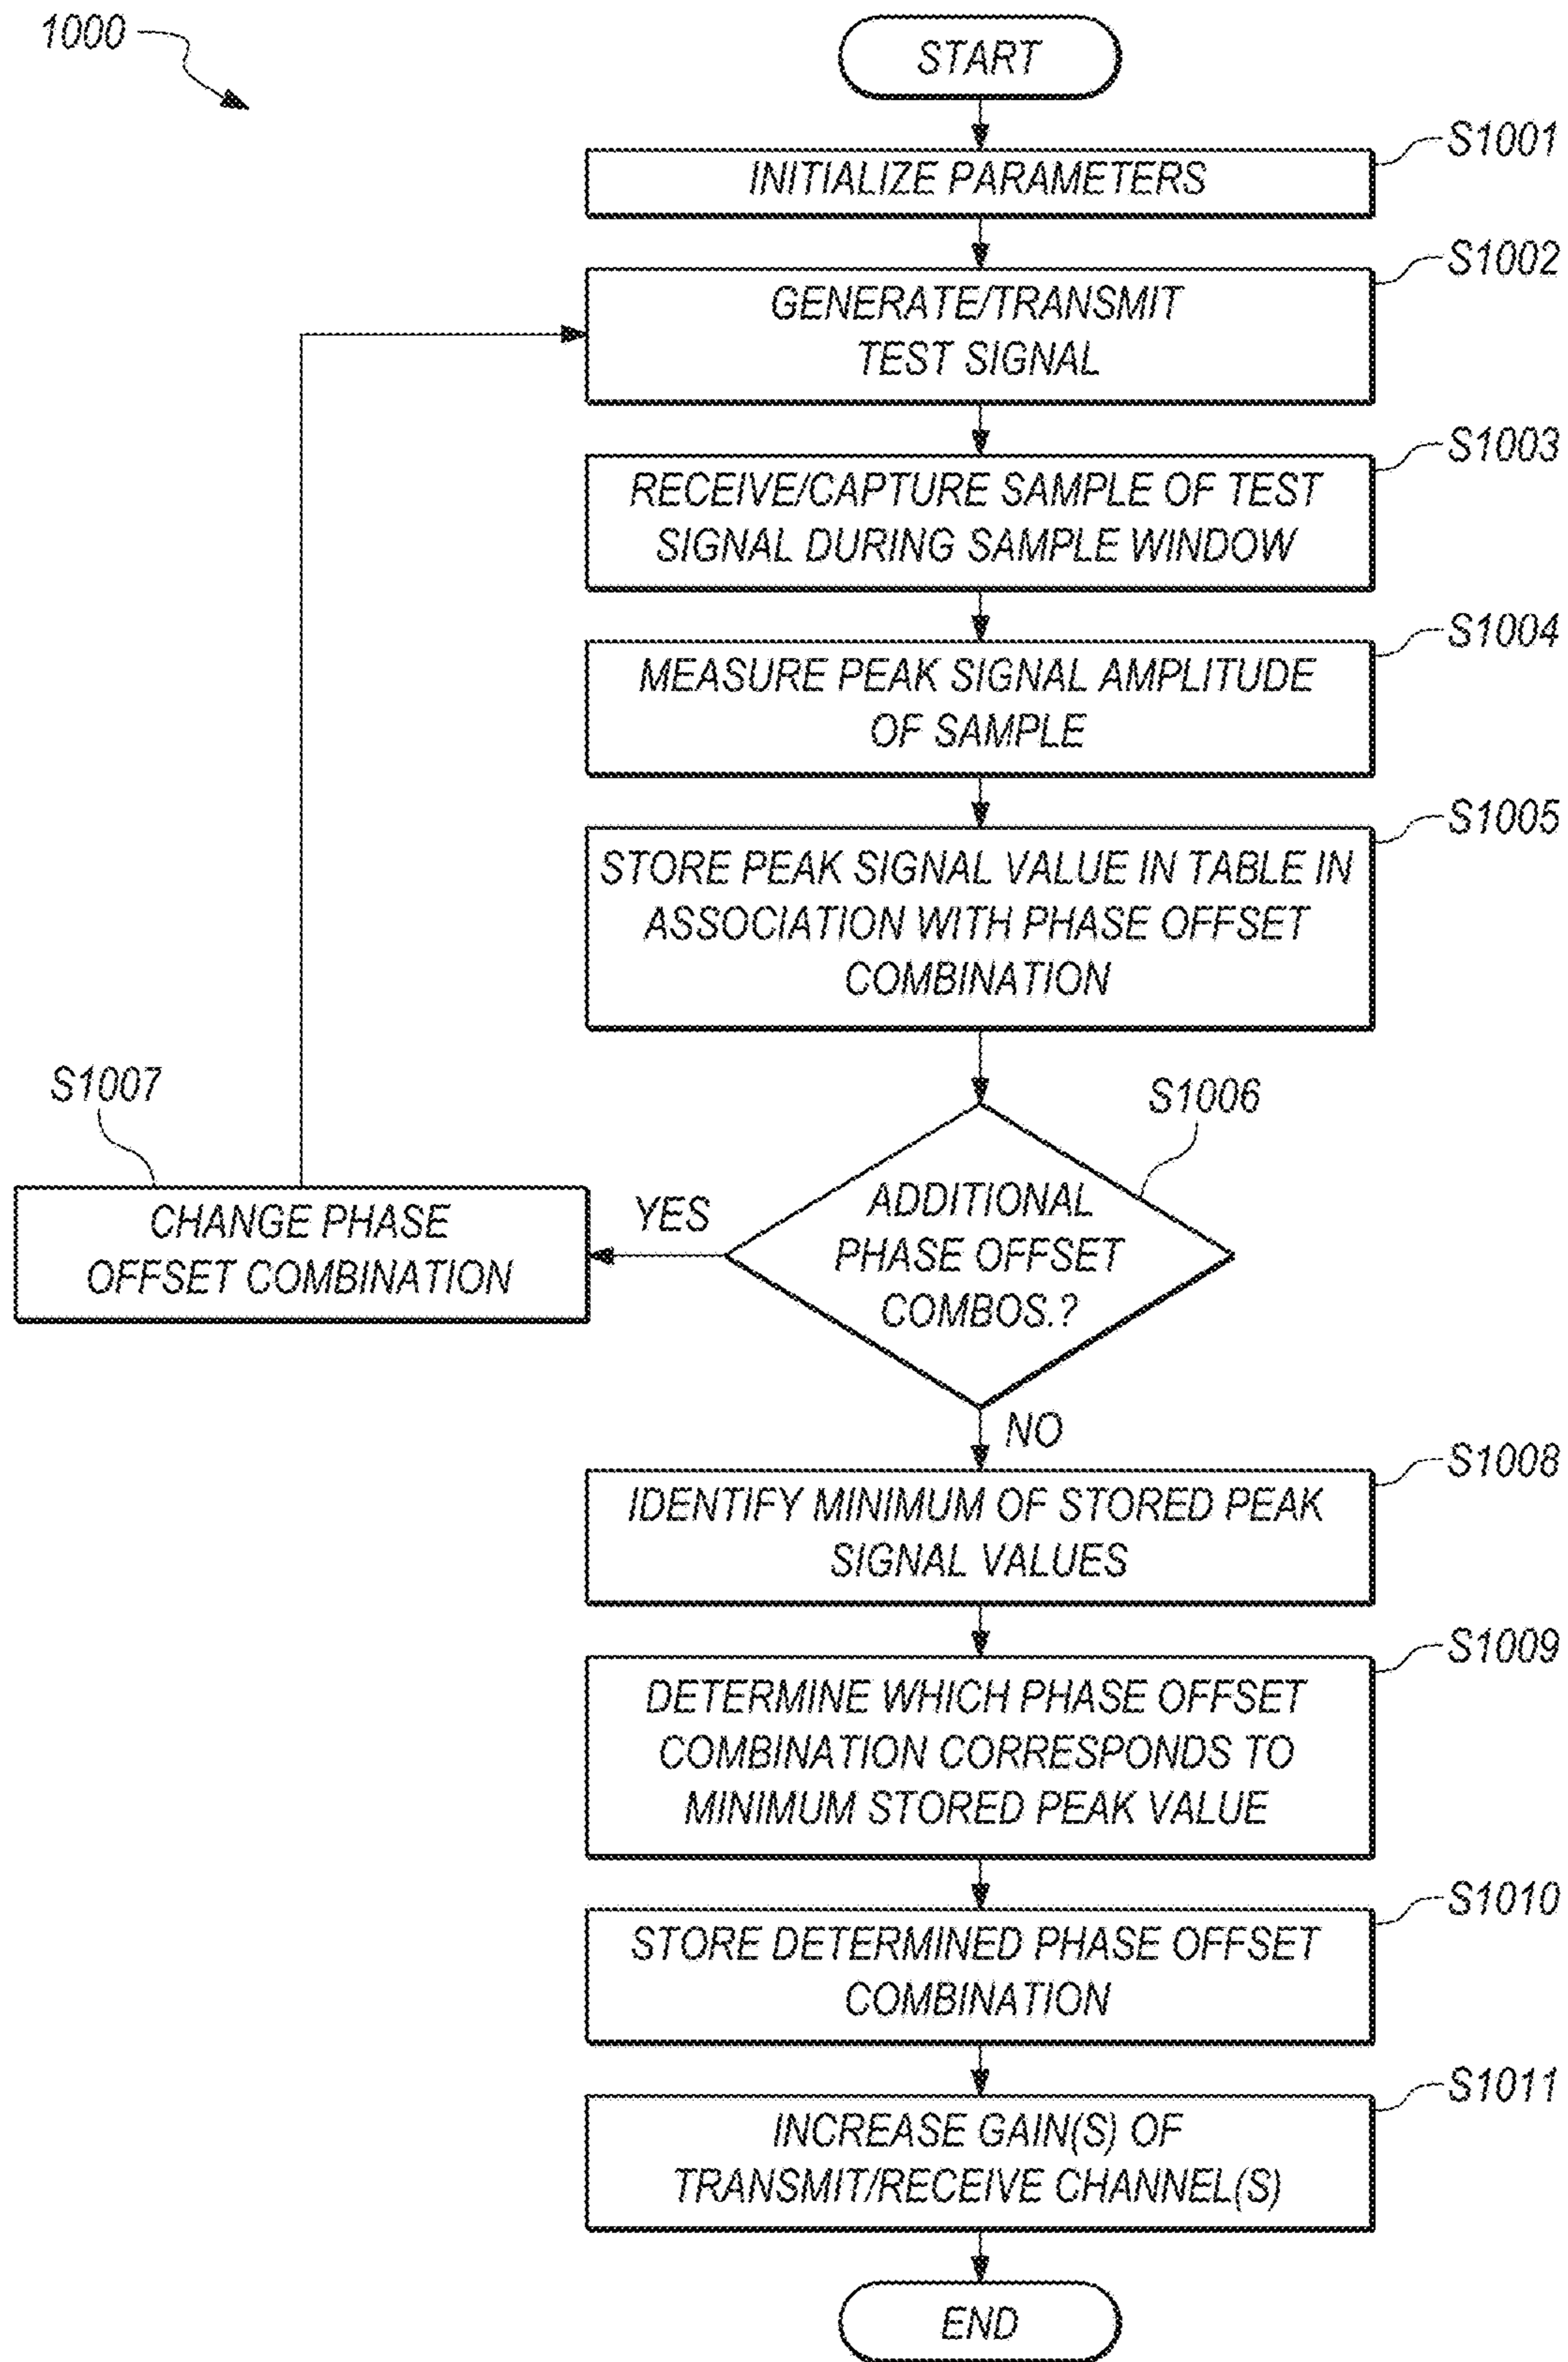 1000
START
S1001
INITIALIZE PARAMETERS
S1002
GENERATE/TRANSMIT
TEST SIGNAL
S1003
RECEIVE/CAPTURE SAMPLE OF TEST
SIGNAL DURING SAMPLE WINDOW
S1004
MEASURE PEAK SIGNAL AMPLITUDE
OF SAMPLE
S1005
STORE PEAK SIGNAL VALUE IN TABLE IN
ASSOCIATION WITH PHASE OFFSET
COMBINATION
S1006
ADDITIONAL
PHASE OFFSET
COMBOS.?
YES
S1007
CHANGE PHASE
OFFSET COMBINATION
NO
S1008
IDENTIFY MINIMUM OF STORED PEAK
SIGNAL VALUES
S1009
DETERMINE WHICH PHASE OFFSET
COMBINATION CORRESPONDS TO
MINIMUM STORED PEAK VALUE
S1010
STORE DETERMINED PHASE OFFSET
COMBINATION
S1011
INCREASE GAIN(S) OF
TRANSMIT/RECEIVE CHANNEL(S)
END